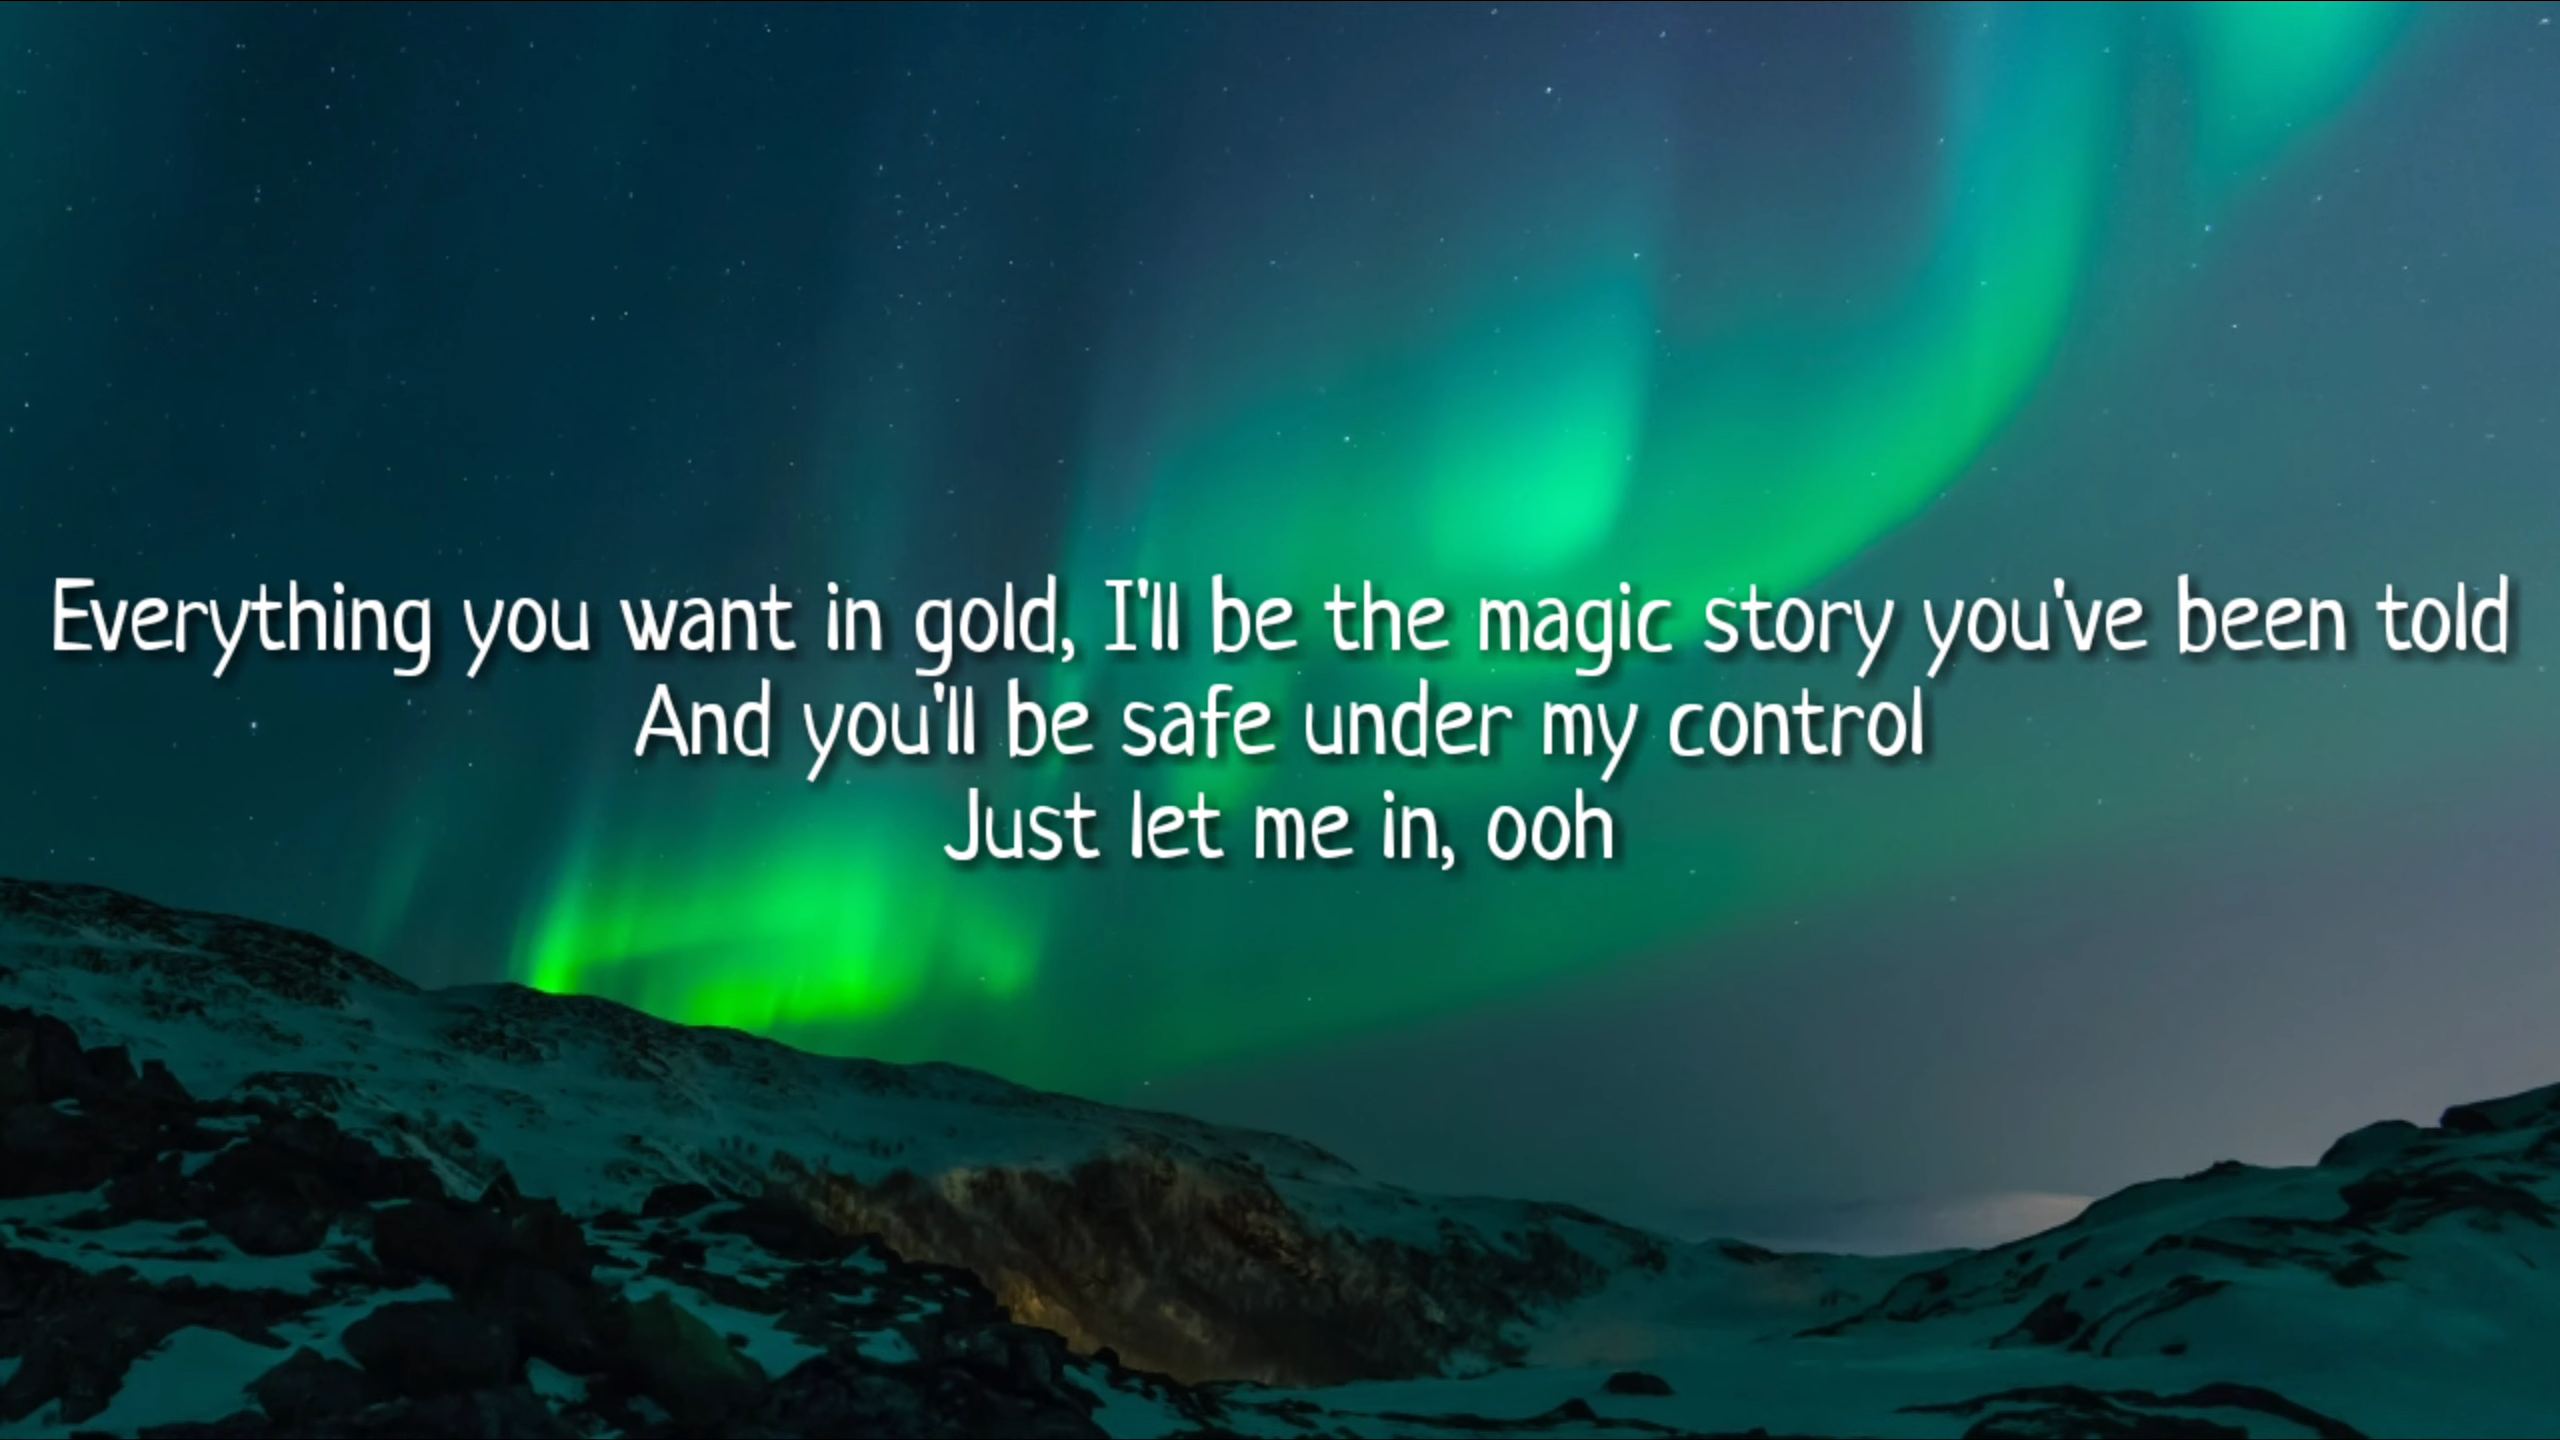 Everything you want in gold, I'll be the magic story you've been told
And you'll be safe under my control
Just let me in, ooh